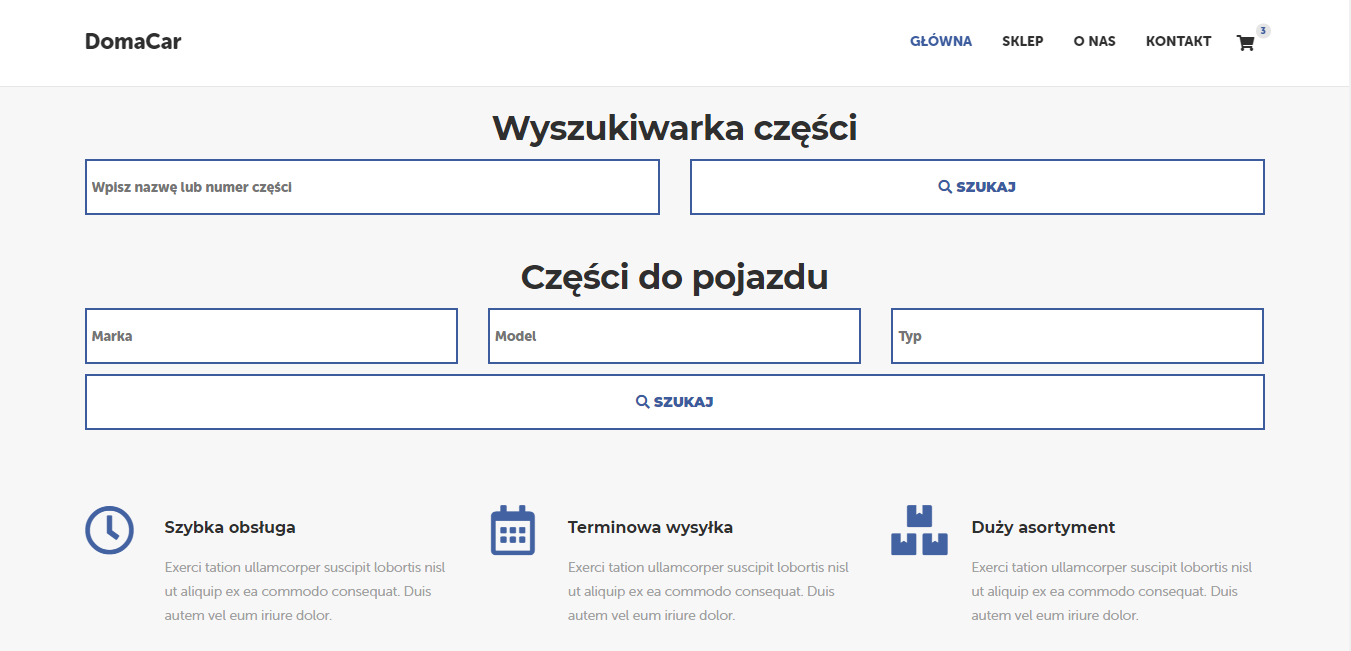 DomaCar
GŁÓWNA SKLEP O NAS KONTAKT 3
Wyszukiwarka części
Wpisz nazwę lub numer części SZUKAJ
Części do pojazdu
Marka Model Typ
SZUKAJ
Szybka obsługa
Exerci tation ullamcorper suscipit lobortis nisl
ut aliquip ex ea commodo consequat. Duis
autem vel eum iriure dolor.
Terminowa wysyłka
Exerci tation ullamcorper suscipit lobortis nisl
ut aliquip ex ea commodo consequat. Duis
autem vel eum iriure dolor.
Duży asortyment
Exerci tation ullamcorper suscipit lobortis nisl
ut aliquip ex ea commodo consequat. Duis
autem vel eum iriure dolor.